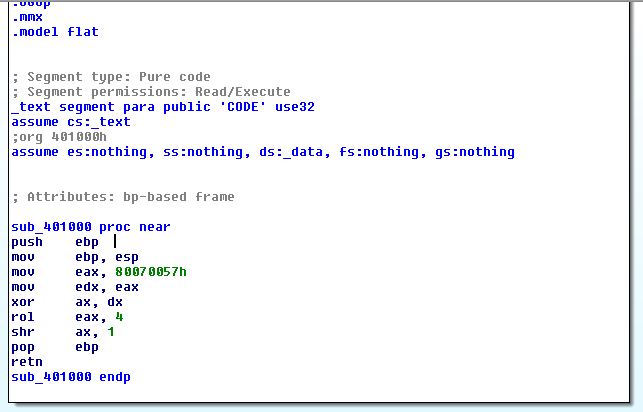 .mmx
.model flat
; Segment type: Pure code
; Segment permissions: Read/Execute
_text segment para public 'CODE' use32
assume cs:_text
;org 401000h
assume es:nothing, ss:nothing, ds:_data, fs:nothing, gs:nothing
; Attributes: bp-based frame
sub_401000 proc near
push ebp
mov ebp, esp
mov eax, 80070057h
mov edx, eax
xor ax, dx
rol eax, 4
shr ax, 1
pop ebp
retn
sub_401000 endp